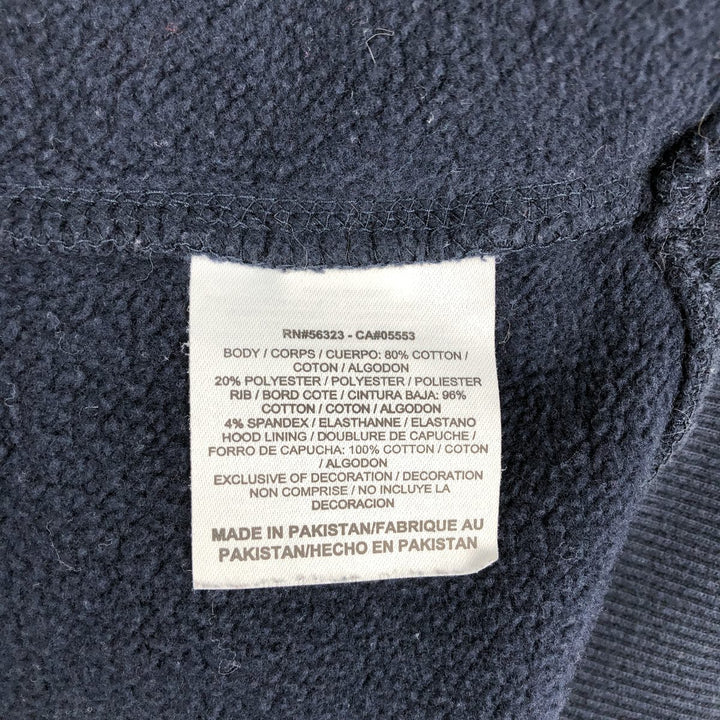 RN#56323 - CA#05553
BODY / CORPS / CUERPO: 80% COTTON /
COTON / ALGODON
20% POLYESTER / POLYESTER / POLIESTER
RIB / BORD COTE / CINTURA BAJA: 96%
COTTON / COTON / ALGODON
4% SPANDEX / ELASTHANNE / ELASTANO
HOOD LINING / DOUBLURE DE CAPUCHE /
FORRO DE CAPUCHA: 100% COTTON / COTON
/ ALGODON
EXCLUSIVE OF DECORATION / DECORATION
NON COMPRISE / NO INCLUYE LA
DECORACION
MADE IN PAKISTAN/FABRIQUE AU
PAKISTAN/HECHO EN PAKISTAN